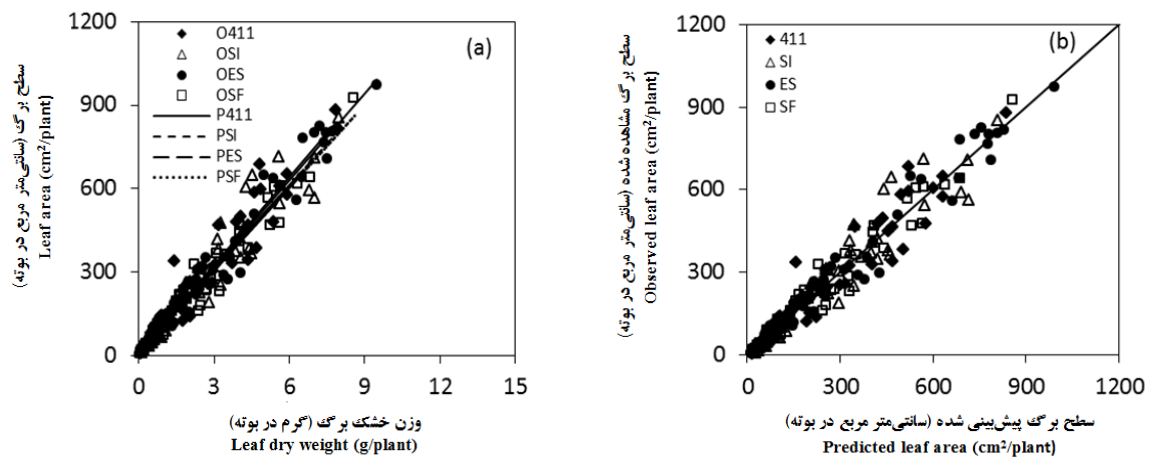 سطح برگ (سانتی‌متر مربع در بوته)
Leaf area (cm²/plant)
1200
900
600
300
0
(a)
O411
OSI
OES
OSF
P411
PSI
PES
PSF
0 3 6 9 12 15
وزن خشک برگ (گرم در بوته)
Leaf dry weight (g/plant)
سطح برگ مشاهده شده (سانتی‌متر مربع در بوته)
Observed leaf area (cm²/plant)
1200
900
600
300
0
(b)
411
SI
ES
SF
0 300 600 900 1200
سطح برگ پیش‌بینی شده (سانتی‌متر مربع در بوته)
Predicted leaf area (cm²/plant)